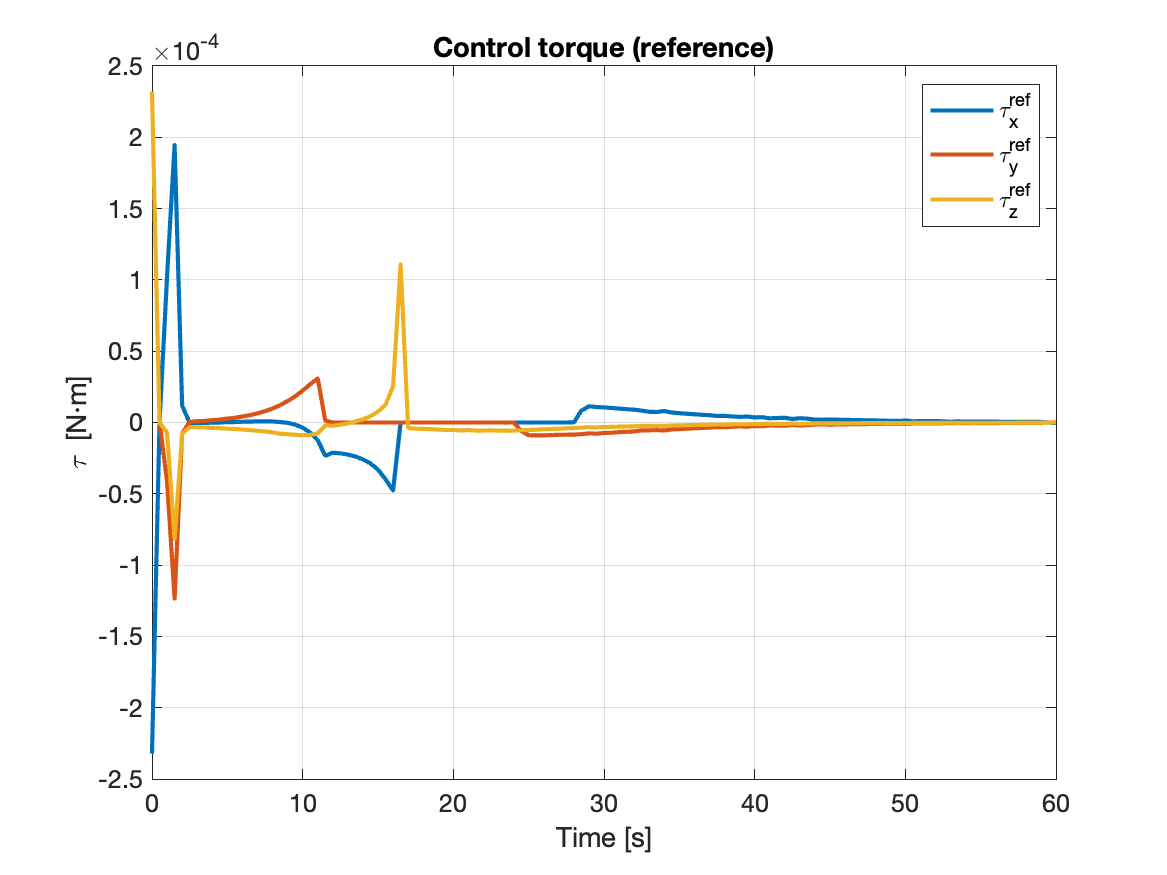 Control torque (reference)
×10⁻⁴
2.5
2
1.5
1
0.5
0
-0.5
-1
-1.5
-2
-2.5
τ [N·m]
0 10 20 30 40 50 60
Time [s]
τ_x^ref
τ_y^ref
τ_z^ref